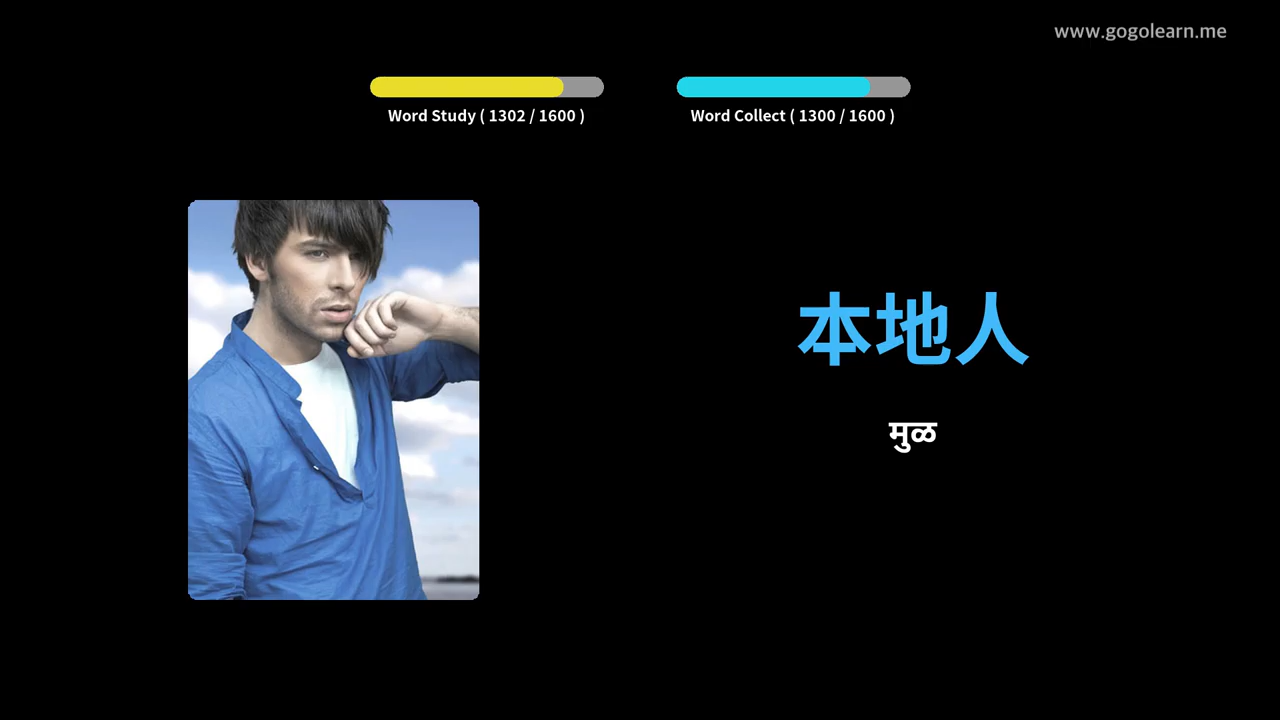 www.gogolearn.me
Word Study ( 1302 / 1600 )
Word Collect ( 1300 / 1600 )
本地人
मुळ